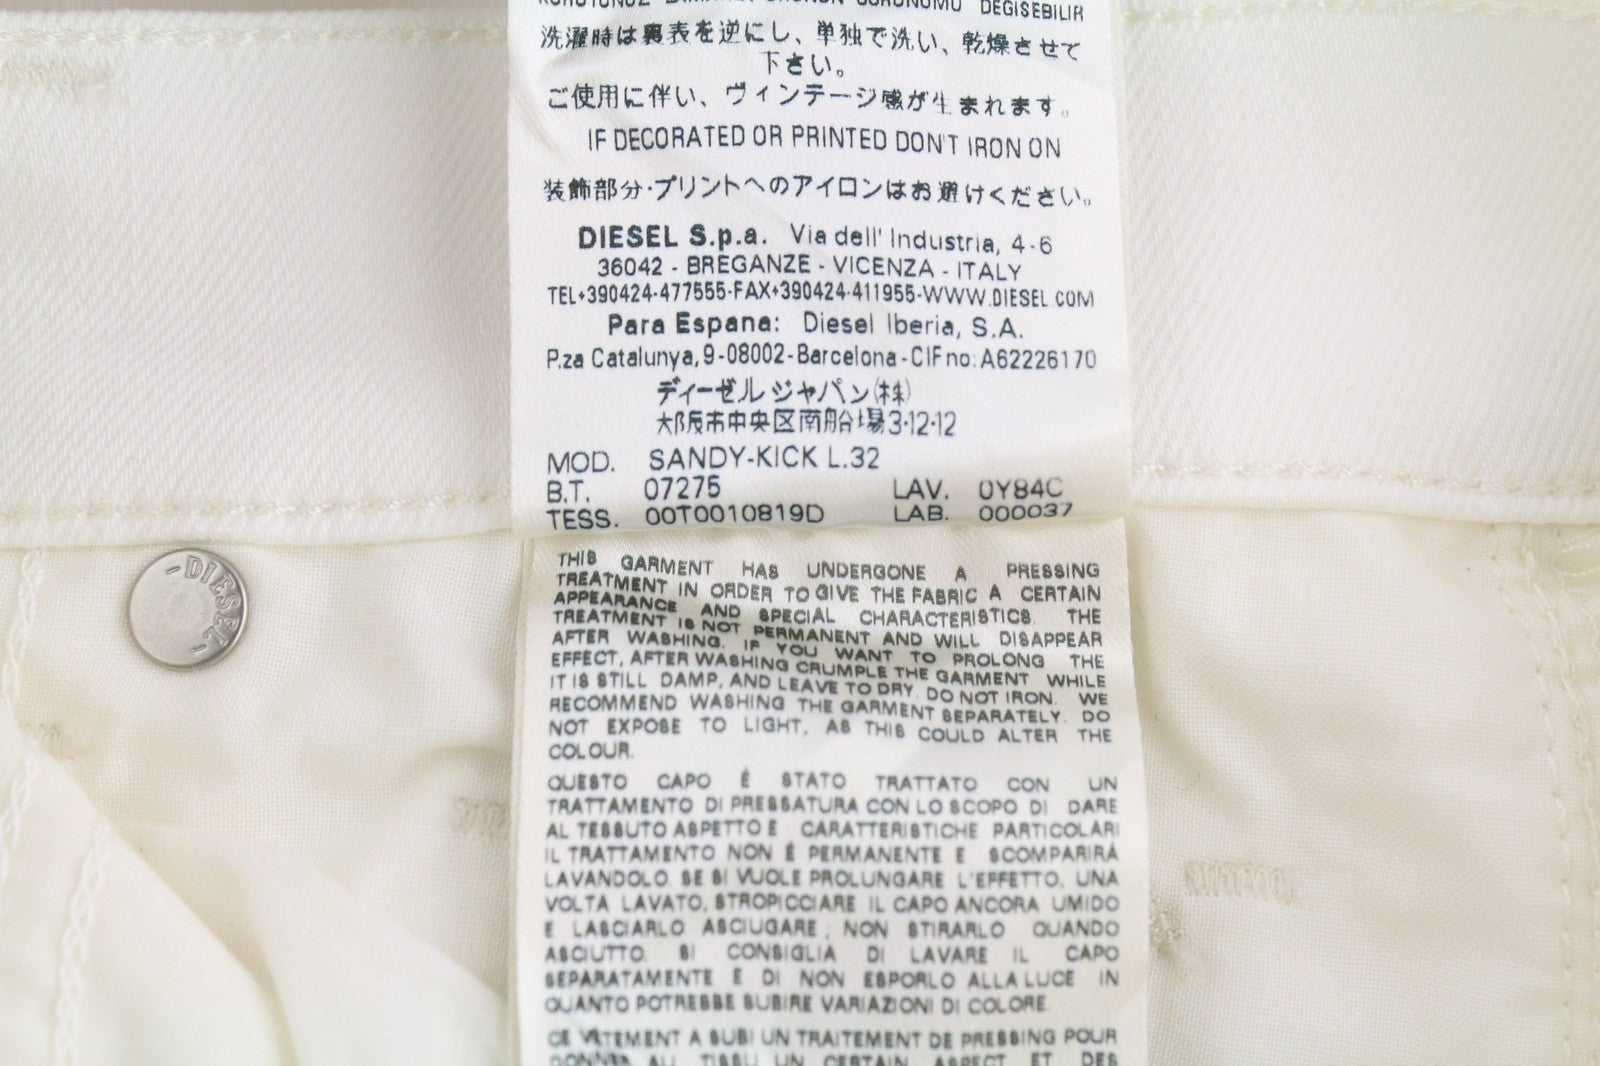 DEGISEBILIR
洗濯時は裏表を逆にし、単独で洗い、乾燥させて
下さい。
ご使用に伴い、ヴィンテージ感が生まれます。
IF DECORATED OR PRINTED DON'T IRON ON
装飾部分・プリントへのアイロンはお避けください。
DIESEL S.p.a. Via dell' Industria, 4-6
36042 - BREGANZE - VICENZA - ITALY
TEL+390424-477555-FAX+390424-411955-WWW.DIESEL.COM
Para Espana: Diesel Iberia, S.A.
P.za Catalunya,9-08002-Barcelona-CIF no:A62226170
ディーゼル ジャパン(株)
大阪市中央区南船場3-12-12
MOD. SANDY-KICK L.32
B.T. 07275 LAV. 0Y84C
TESS. 00T0010819D LAB. 000037
-DIESEL-
THIS GARMENT HAS UNDERGONE A PRESSING
TREATMENT IN ORDER TO GIVE THE FABRIC A CERTAIN
APPEARANCE AND SPECIAL CHARACTERISTICS. THE
TREATMENT IS NOT PERMANENT AND WILL DISAPPEAR
AFTER WASHING. IF YOU WANT TO PROLONG THE
EFFECT, AFTER WASHING CRUMPLE THE GARMENT WHILE
IT IS STILL DAMP, AND LEAVE TO DRY. DO NOT IRON. WE
RECOMMEND WASHING THE GARMENT SEPARATELY. DO
NOT EXPOSE TO LIGHT, AS THIS COULD ALTER THE
COLOUR.
QUESTO CAPO È STATO TRATTATO CON UN
TRATTAMENTO DI PRESSATURA CON LO SCOPO DI DARE
AL TESSUTO ASPETTO E CARATTERISTICHE PARTICOLARI
IL TRATTAMENTO NON È PERMANENTE E SCOMPARIRÀ
LAVANDOLO. SE SI VUOLE PROLUNGARE L'EFFETTO, UNA
VOLTA LAVATO, STROPICCIARE IL CAPO ANCORA UMIDO
E LASCIARLO ASCIUGARE; NON STIRARLO QUANDO
ASCIUTTO. SI CONSIGLIA DI LAVARE IL CAPO
SEPARATAMENTE E DI NON ESPORLO ALLA LUCE IN
QUANTO POTREBBE SUBIRE VARIAZIONI DI COLORE.
CE VETEMENT A SUBI UN TRAITEMENT DE PRESSING POUR
DONNER AU TISSU UN CERTAIN ASPECT ET DES